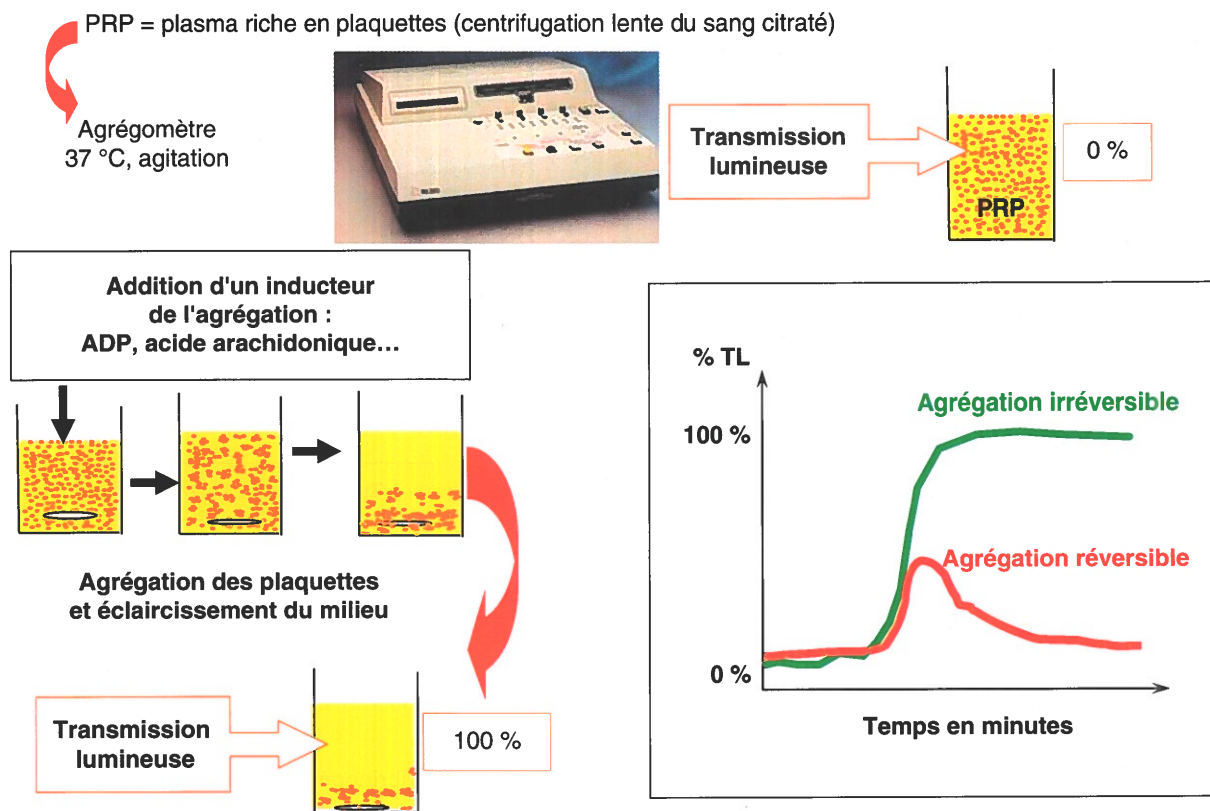 PRP = plasma riche en plaquettes (centrifugation lente du sang citraté)
Agrégomètre
37 °C, agitation
Transmission
lumineuse
PRP
0 %
Addition d'un inducteur
de l'agrégation :
ADP, acide arachidonique...
Agrégation des plaquettes
et éclaircissement du milieu
Transmission
lumineuse
100 %
% TL
100 %
0 %
Agrégation irréversible
Agrégation réversible
Temps en minutes